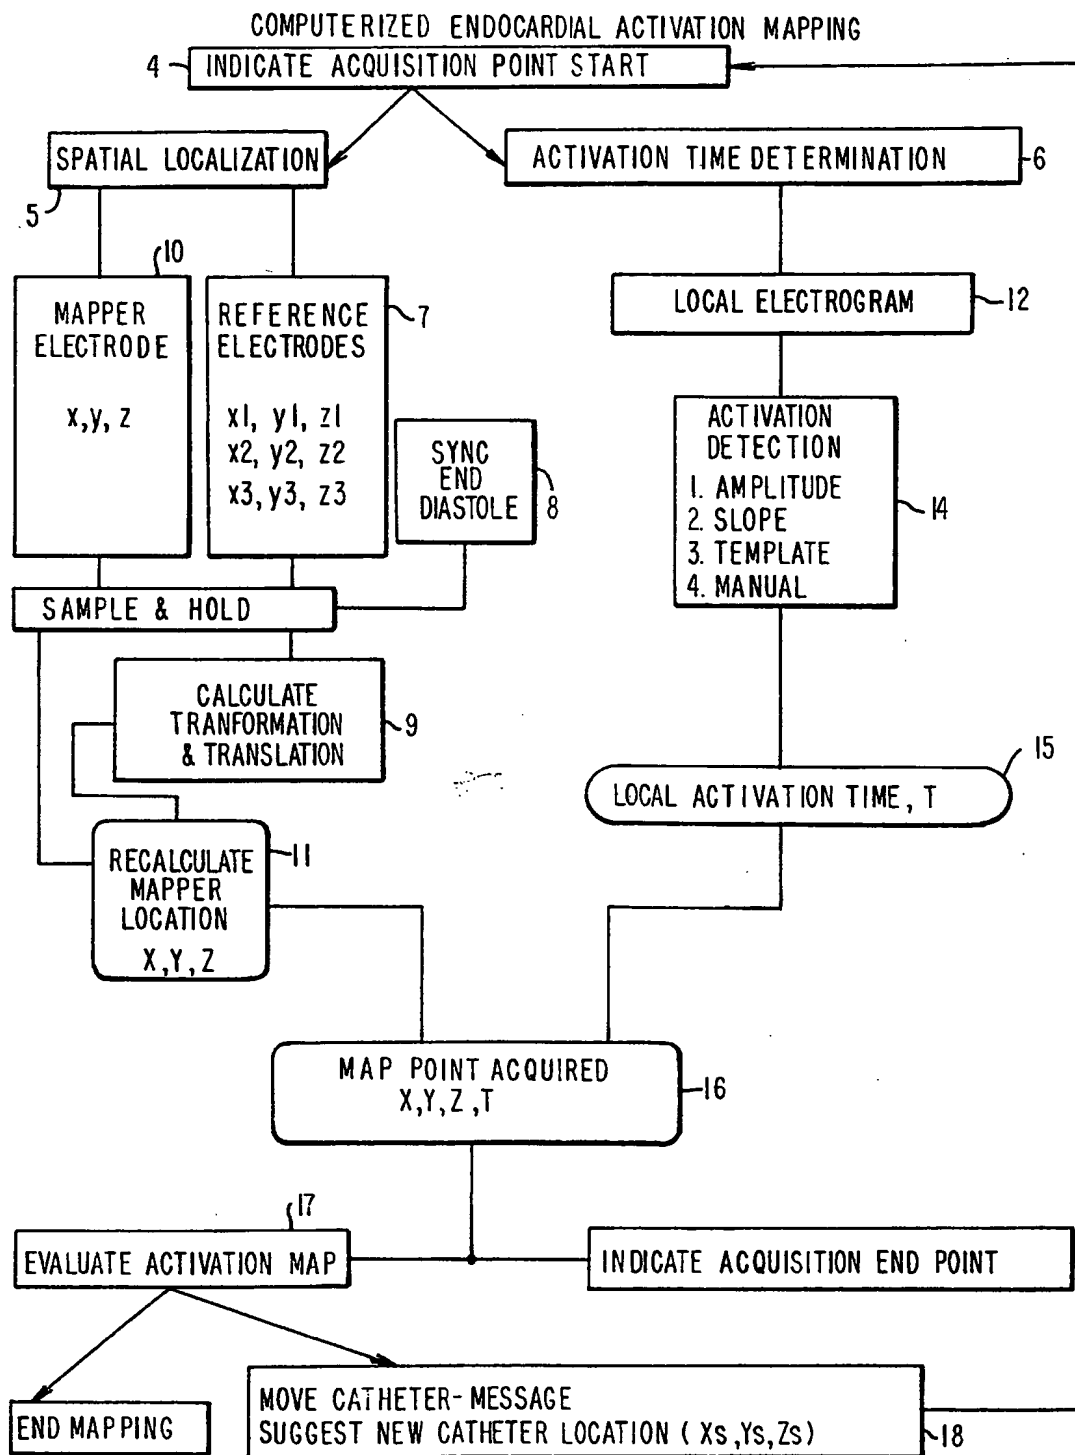 COMPUTERIZED ENDOCARDIAL ACTIVATION MAPPING
4
INDICATE ACQUISITION POINT START
SPATIAL LOCALIZATION
5
ACTIVATION TIME DETERMINATION
6
10
MAPPER
ELECTRODE
x,y,z
REFERENCE
ELECTRODES
7
x1, y1, z1
x2, y2, z2
x3, y3, z3
SYNC
END
DIASTOLE
8
LOCAL ELECTROGRAM
12
ACTIVATION
DETECTION
1. AMPLITUDE
2. SLOPE
3. TEMPLATE
4. MANUAL
14
SAMPLE & HOLD
CALCULATE
TRANFORMATION
& TRANSLATION
9
15
LOCAL ACTIVATION TIME, T
RECALCULATE
MAPPER
LOCATION
X,Y,Z
11
MAP POINT ACQUIRED
X,Y,Z,T
16
17
EVALUATE ACTIVATION MAP
INDICATE ACQUISITION END POINT
END MAPPING
MOVE CATHETER-MESSAGE
SUGGEST NEW CATHETER LOCATION (Xs,Ys,Zs)
18